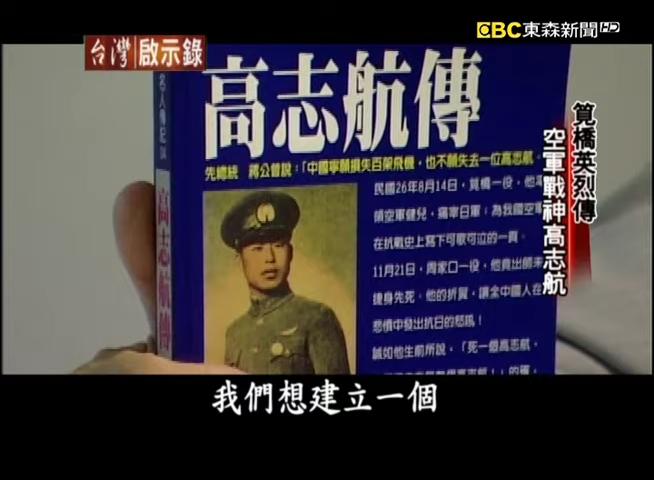 EBC東森新聞HD
台灣啟示錄
名人傳記
高志航傳
高志航傳
先總統 蔣公曾說：「中國寧願損失百架飛機，也不願失去一位高志航。
民國26年8月14日，筧橋一役，他
領空軍健兒，痛宰日軍；為我國空軍
在抗戰史上寫下可歌可泣的一頁。
11月21日，周家口一役，他竟出師未
捷身先死。他的折翼，讓全中國人在
悲憤中發出抗日的怒吼！
誠如他生前所說，「死一個高志航，
筧橋英烈傳
空軍戰神高志航
我們想建立一個